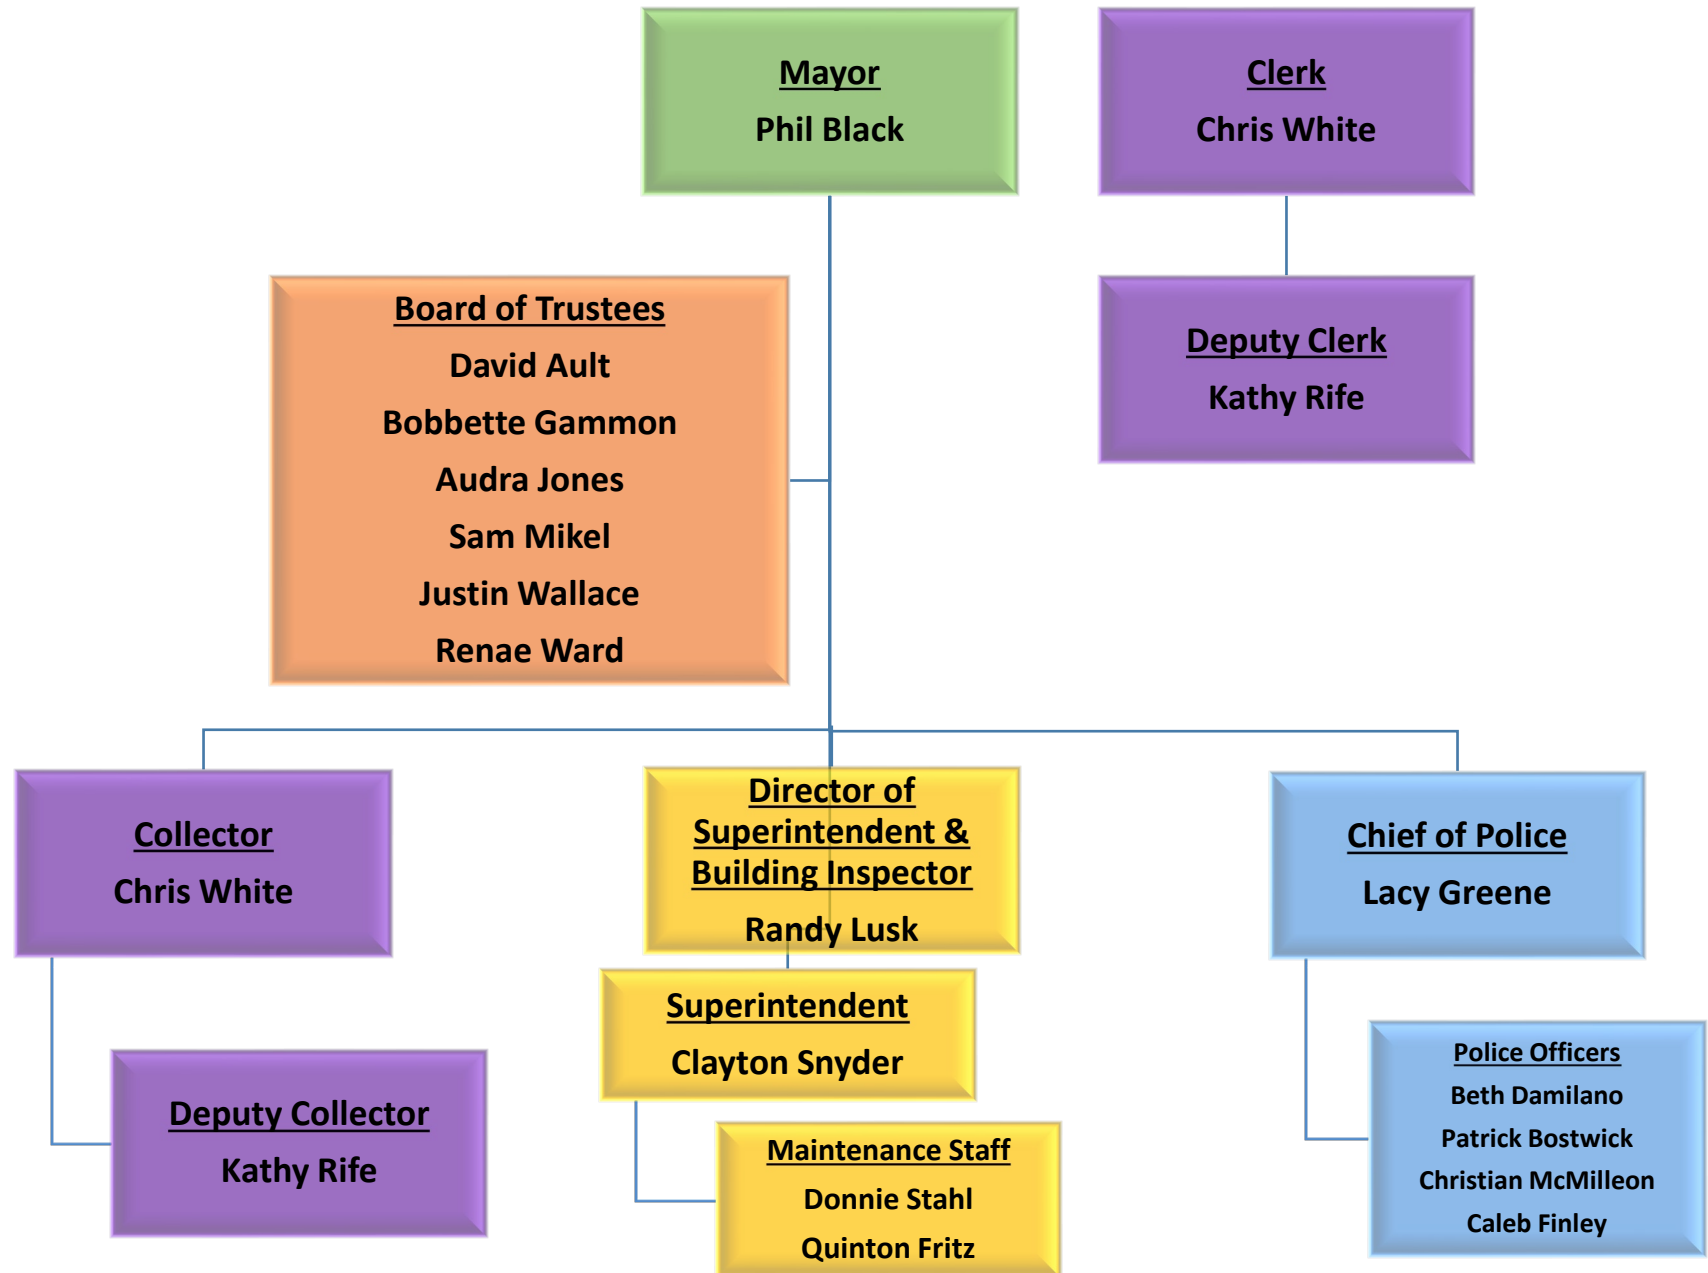 Mayor
Phil Black
Clerk
Chris White
Board of Trustees
David Ault
Bobbette Gammon
Audra Jones
Sam Mikel
Justin Wallace
Renae Ward
Deputy Clerk
Kathy Rife
Collector
Chris White
Deputy Collector
Kathy Rife
Director of
Superintendent &
Building Inspector
Randy Lusk
Superintendent
Clayton Snyder
Maintenance Staff
Donnie Stahl
Quinton Fritz
Chief of Police
Lacy Greene
Police Officers
Beth Damilano
Patrick Bostwick
Christian McMilleon
Caleb Finley